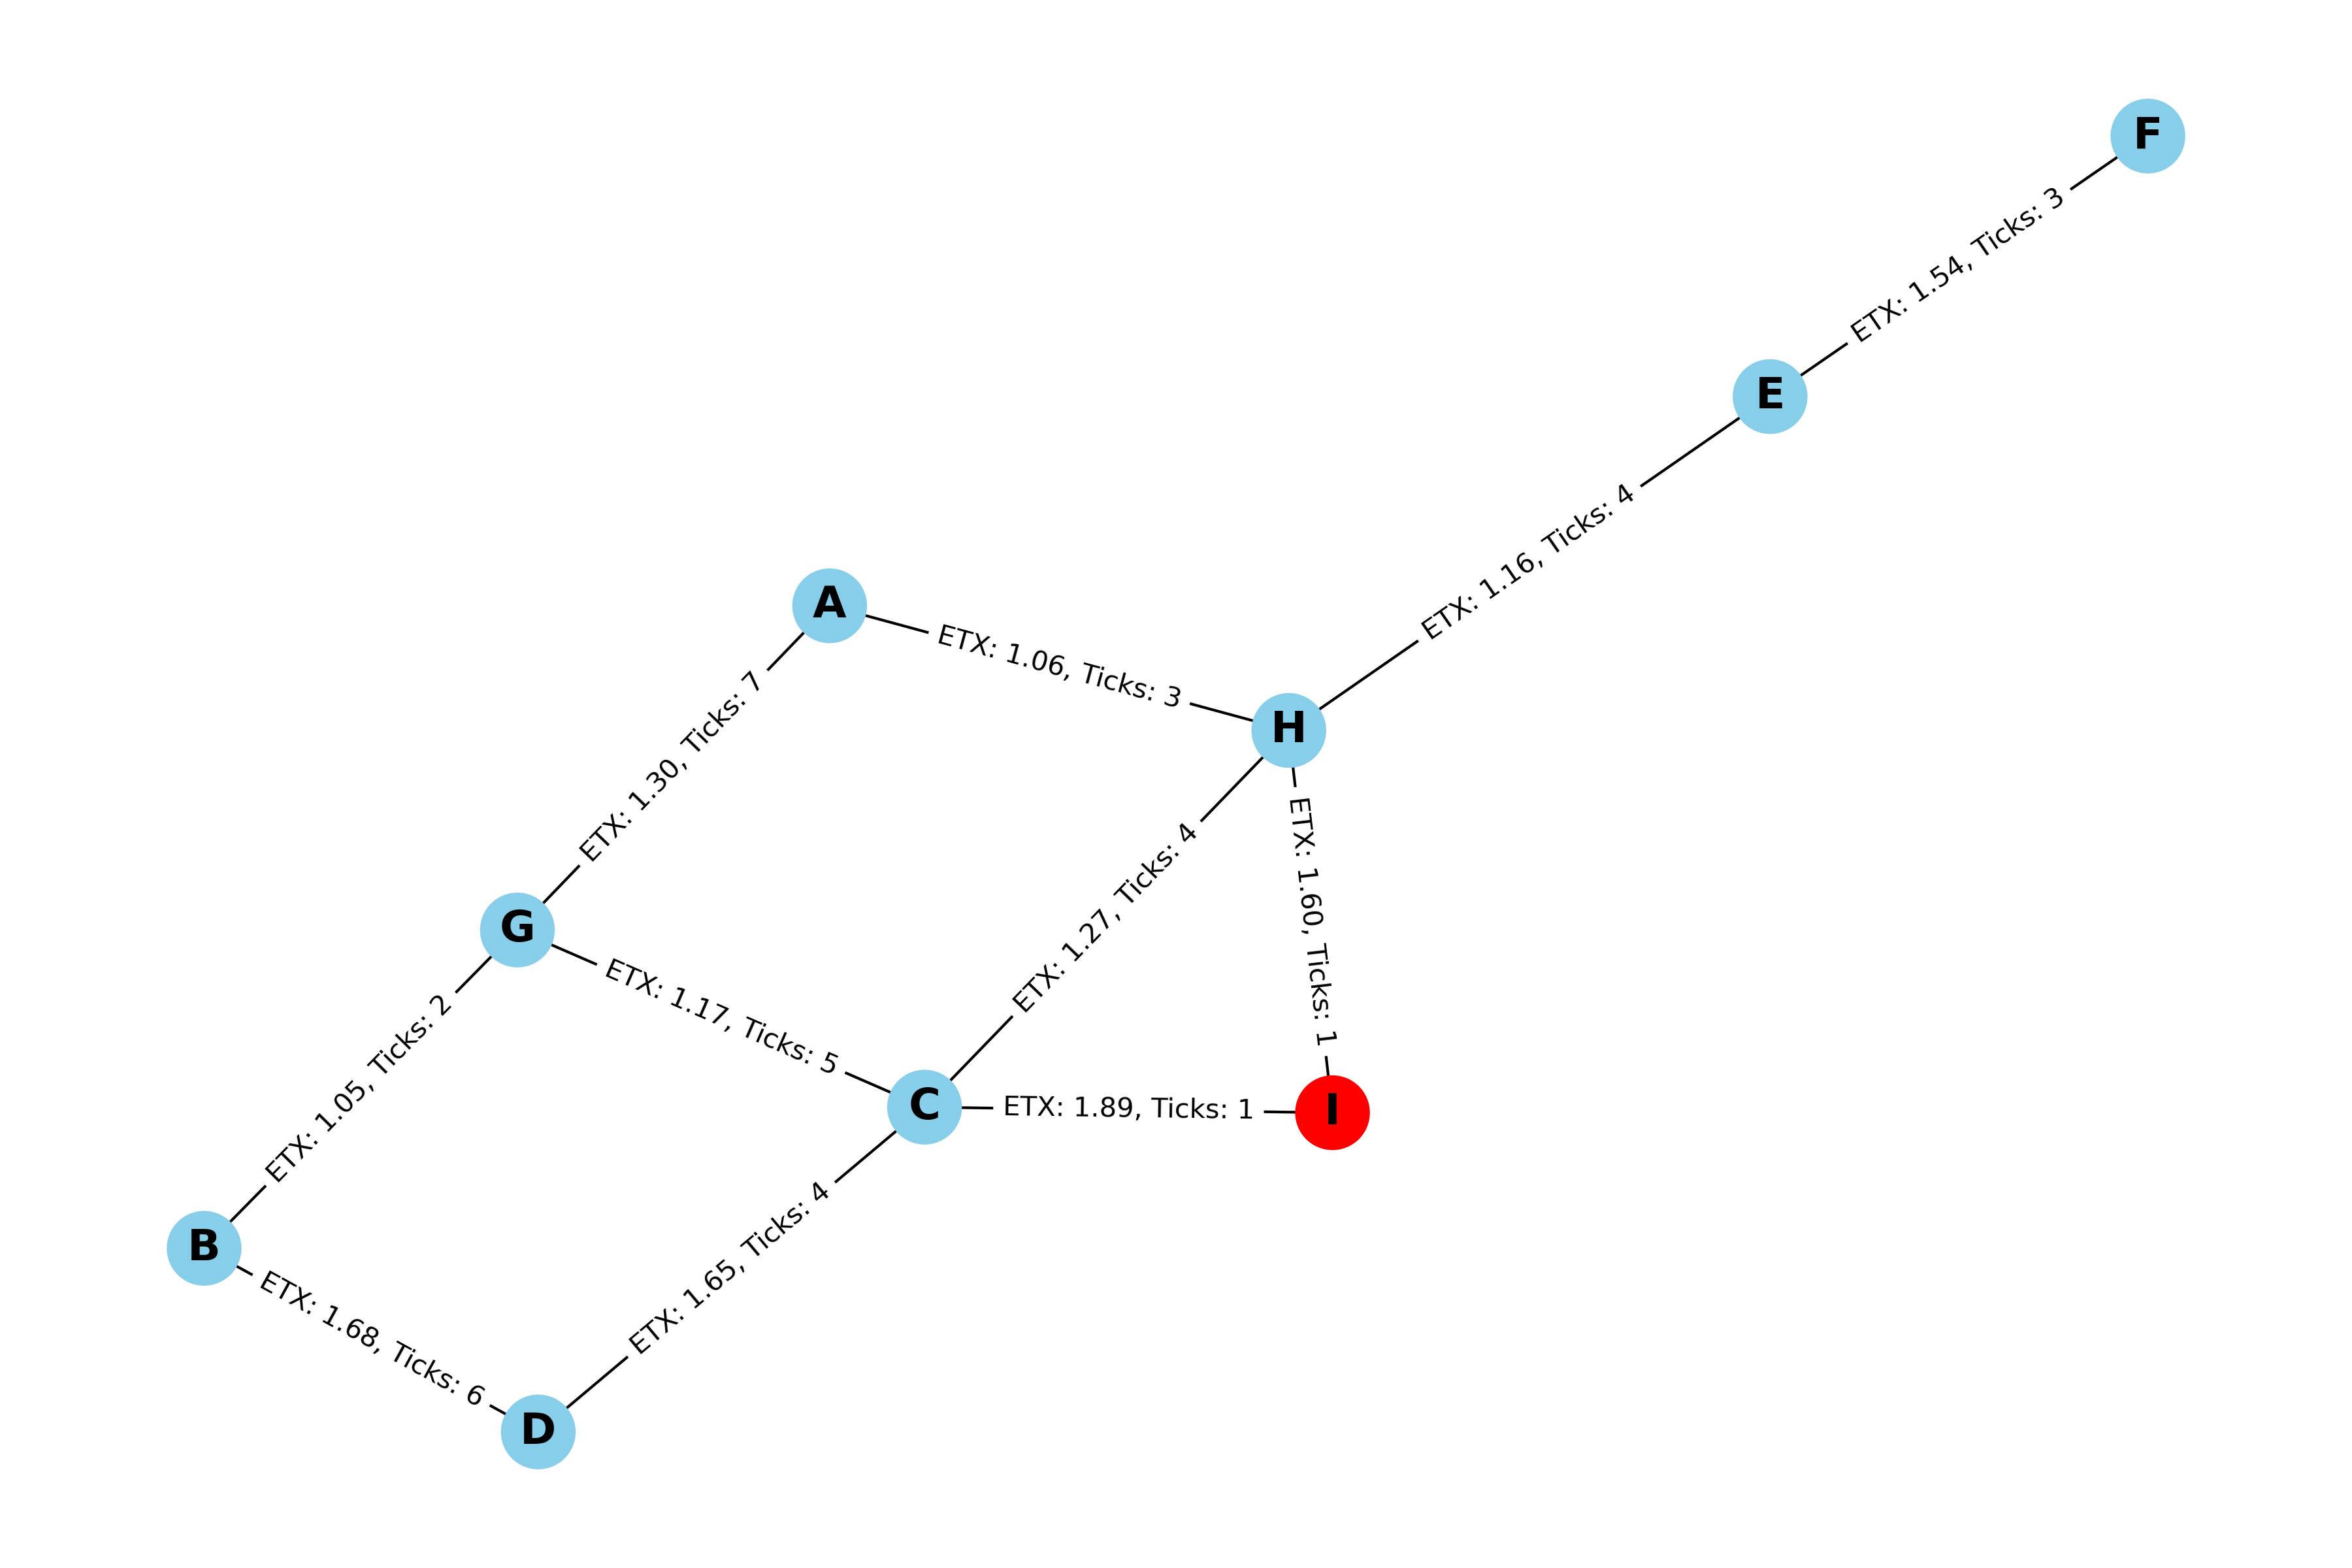 F
ETX: 1.54, Ticks: 3
E
ETX: 1.16, Ticks: 4
A
ETX: 1.06, Ticks: 3
H
ETX: 1.30, Ticks: 7
ETX: 1.27, Ticks: 4
ETX: 1.60, Ticks: 1
G
ETX: 1.17, Ticks: 5
C
ETX: 1.89, Ticks: 1
I
ETX: 1.05, Ticks: 2
B
ETX: 1.65, Ticks: 4
ETX: 1.68, Ticks: 6
D